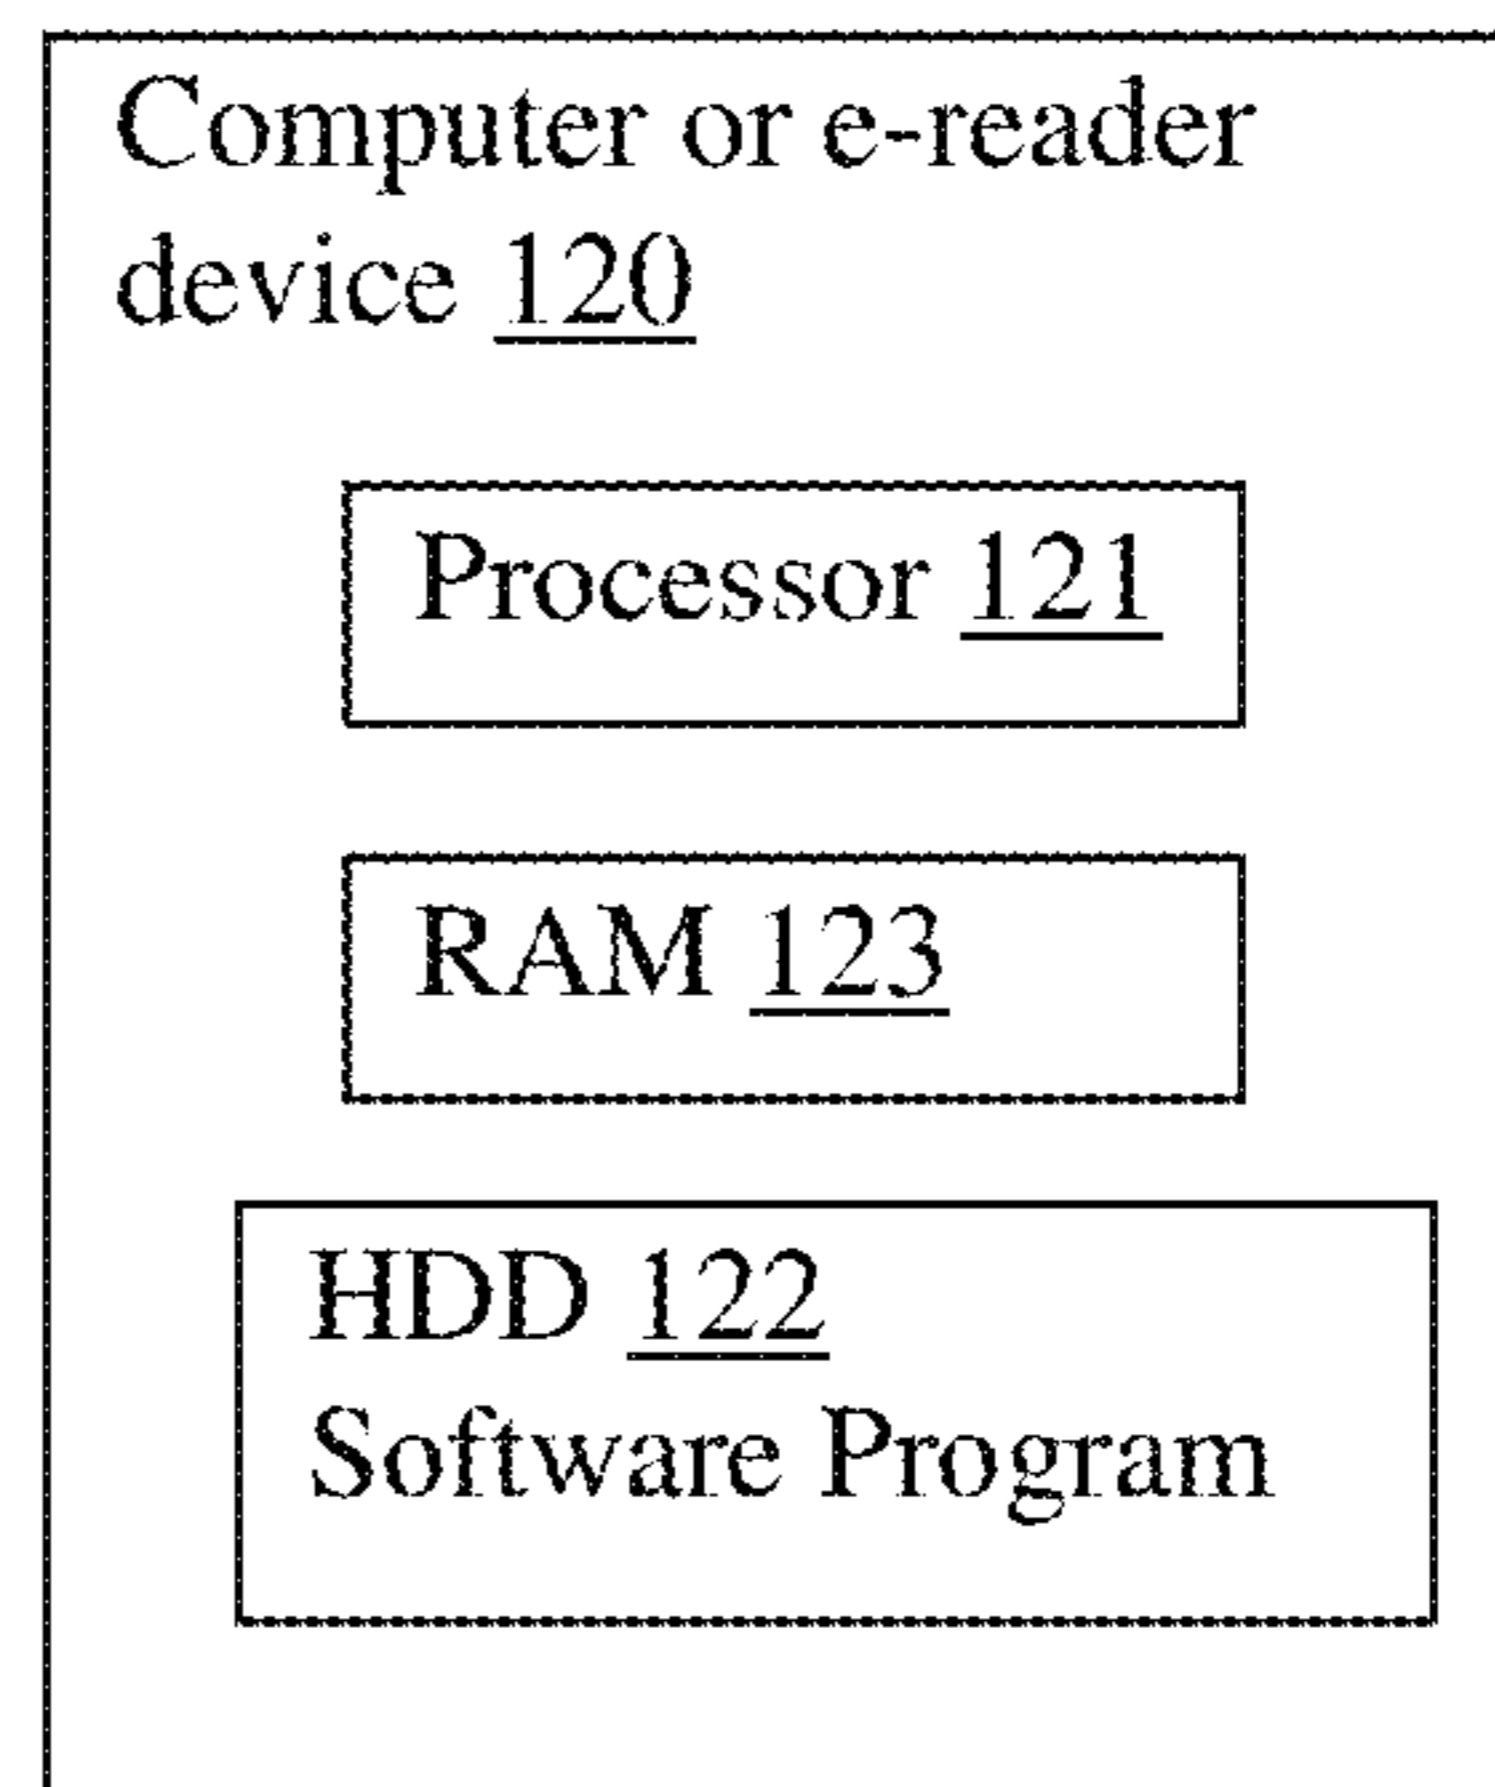 Computer or e-reader
device 120
Processor 121
RAM 123
HDD 122
Software Program